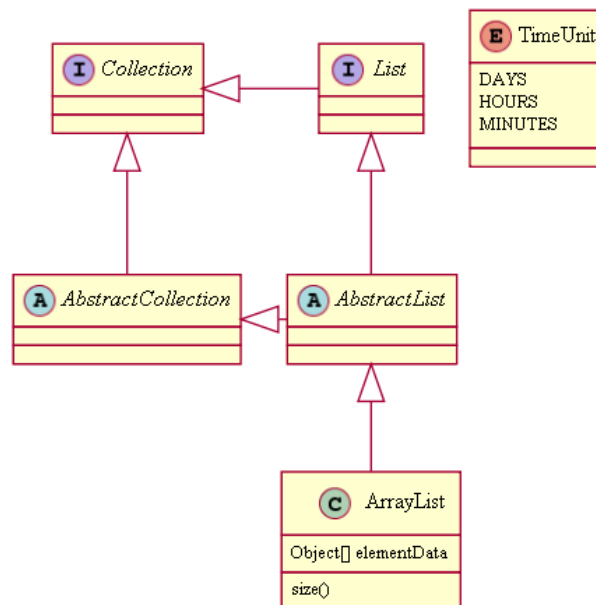 I Collection
I List
E TimeUnit
DAYS
HOURS
MINUTES
A AbstractCollection
A AbstractList
C ArrayList
Object[] elementData
size()